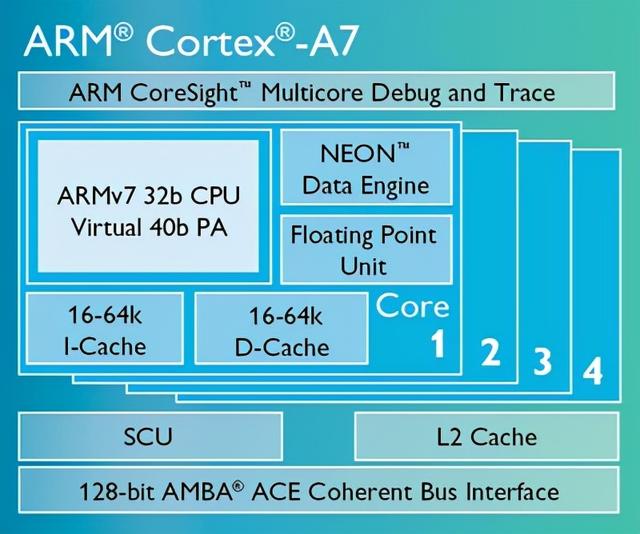 ARM® Cortex®-A7
ARM CoreSight™ Multicore Debug and Trace
ARMv7 32b CPU
Virtual 40b PA
NEON™
Data Engine
Floating Point
Unit
16-64k
I-Cache
16-64k
D-Cache
Core
1
2
3
4
SCU
L2 Cache
128-bit AMBA® ACE Coherent Bus Interface